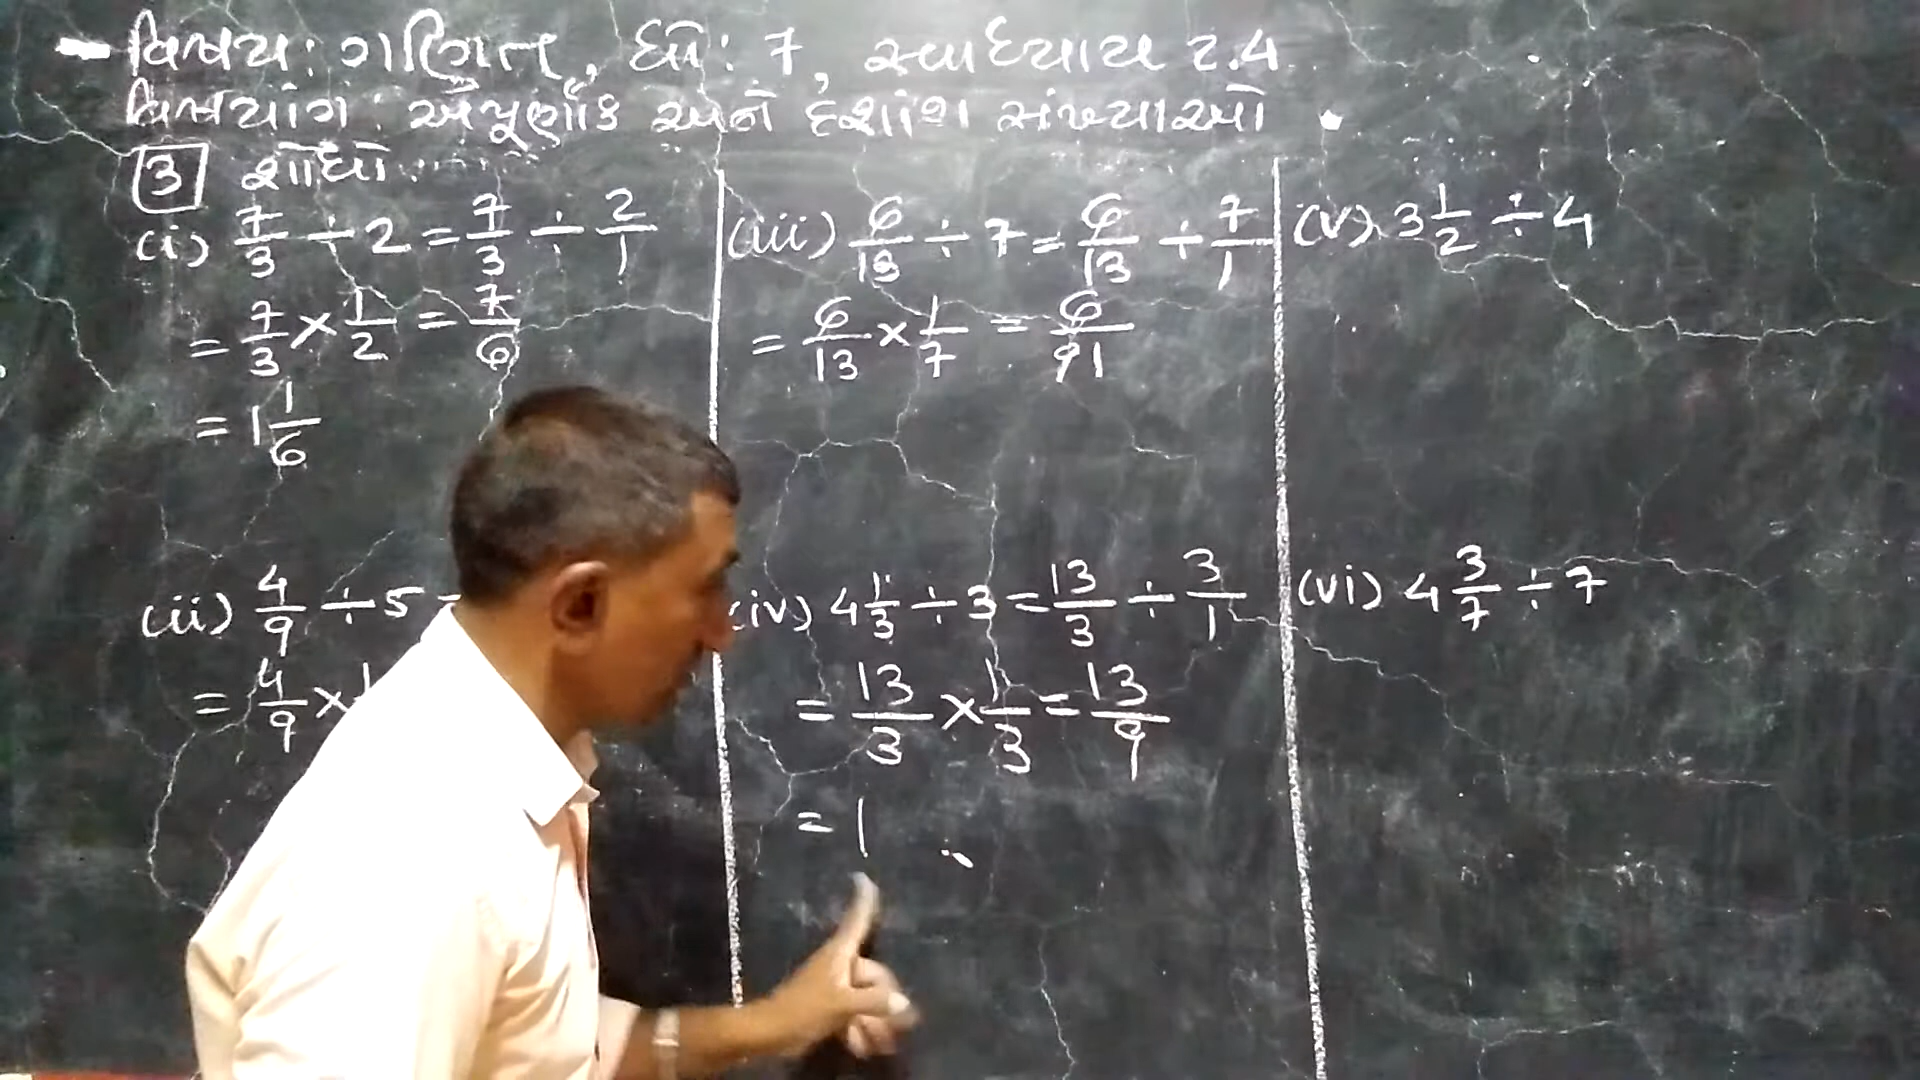 વિષય : ગણિત, ધો : 7, સ્વાધ્યાય 2.4
વિષયાંગ : અપૂર્ણાંક અને દશાંશ સંખ્યાઓ
3 શોધો.
(i) 7/3 ÷ 2 = 7/3 ÷ 2/1
= 7/3 × 1/2 = 7/6
= 1 1/6
(ii) 4/9 ÷ 5
= 4/9 ×
(iii) 6/13 ÷ 7 = 6/13 ÷ 7/1
= 6/13 × 1/7 = 6/91
(iv) 4 1/3 ÷ 3 = 13/3 ÷ 3/1
= 13/3 × 1/3 = 13/9
= 1
(v) 3 1/2 ÷ 4
(vi) 4 3/7 ÷ 7